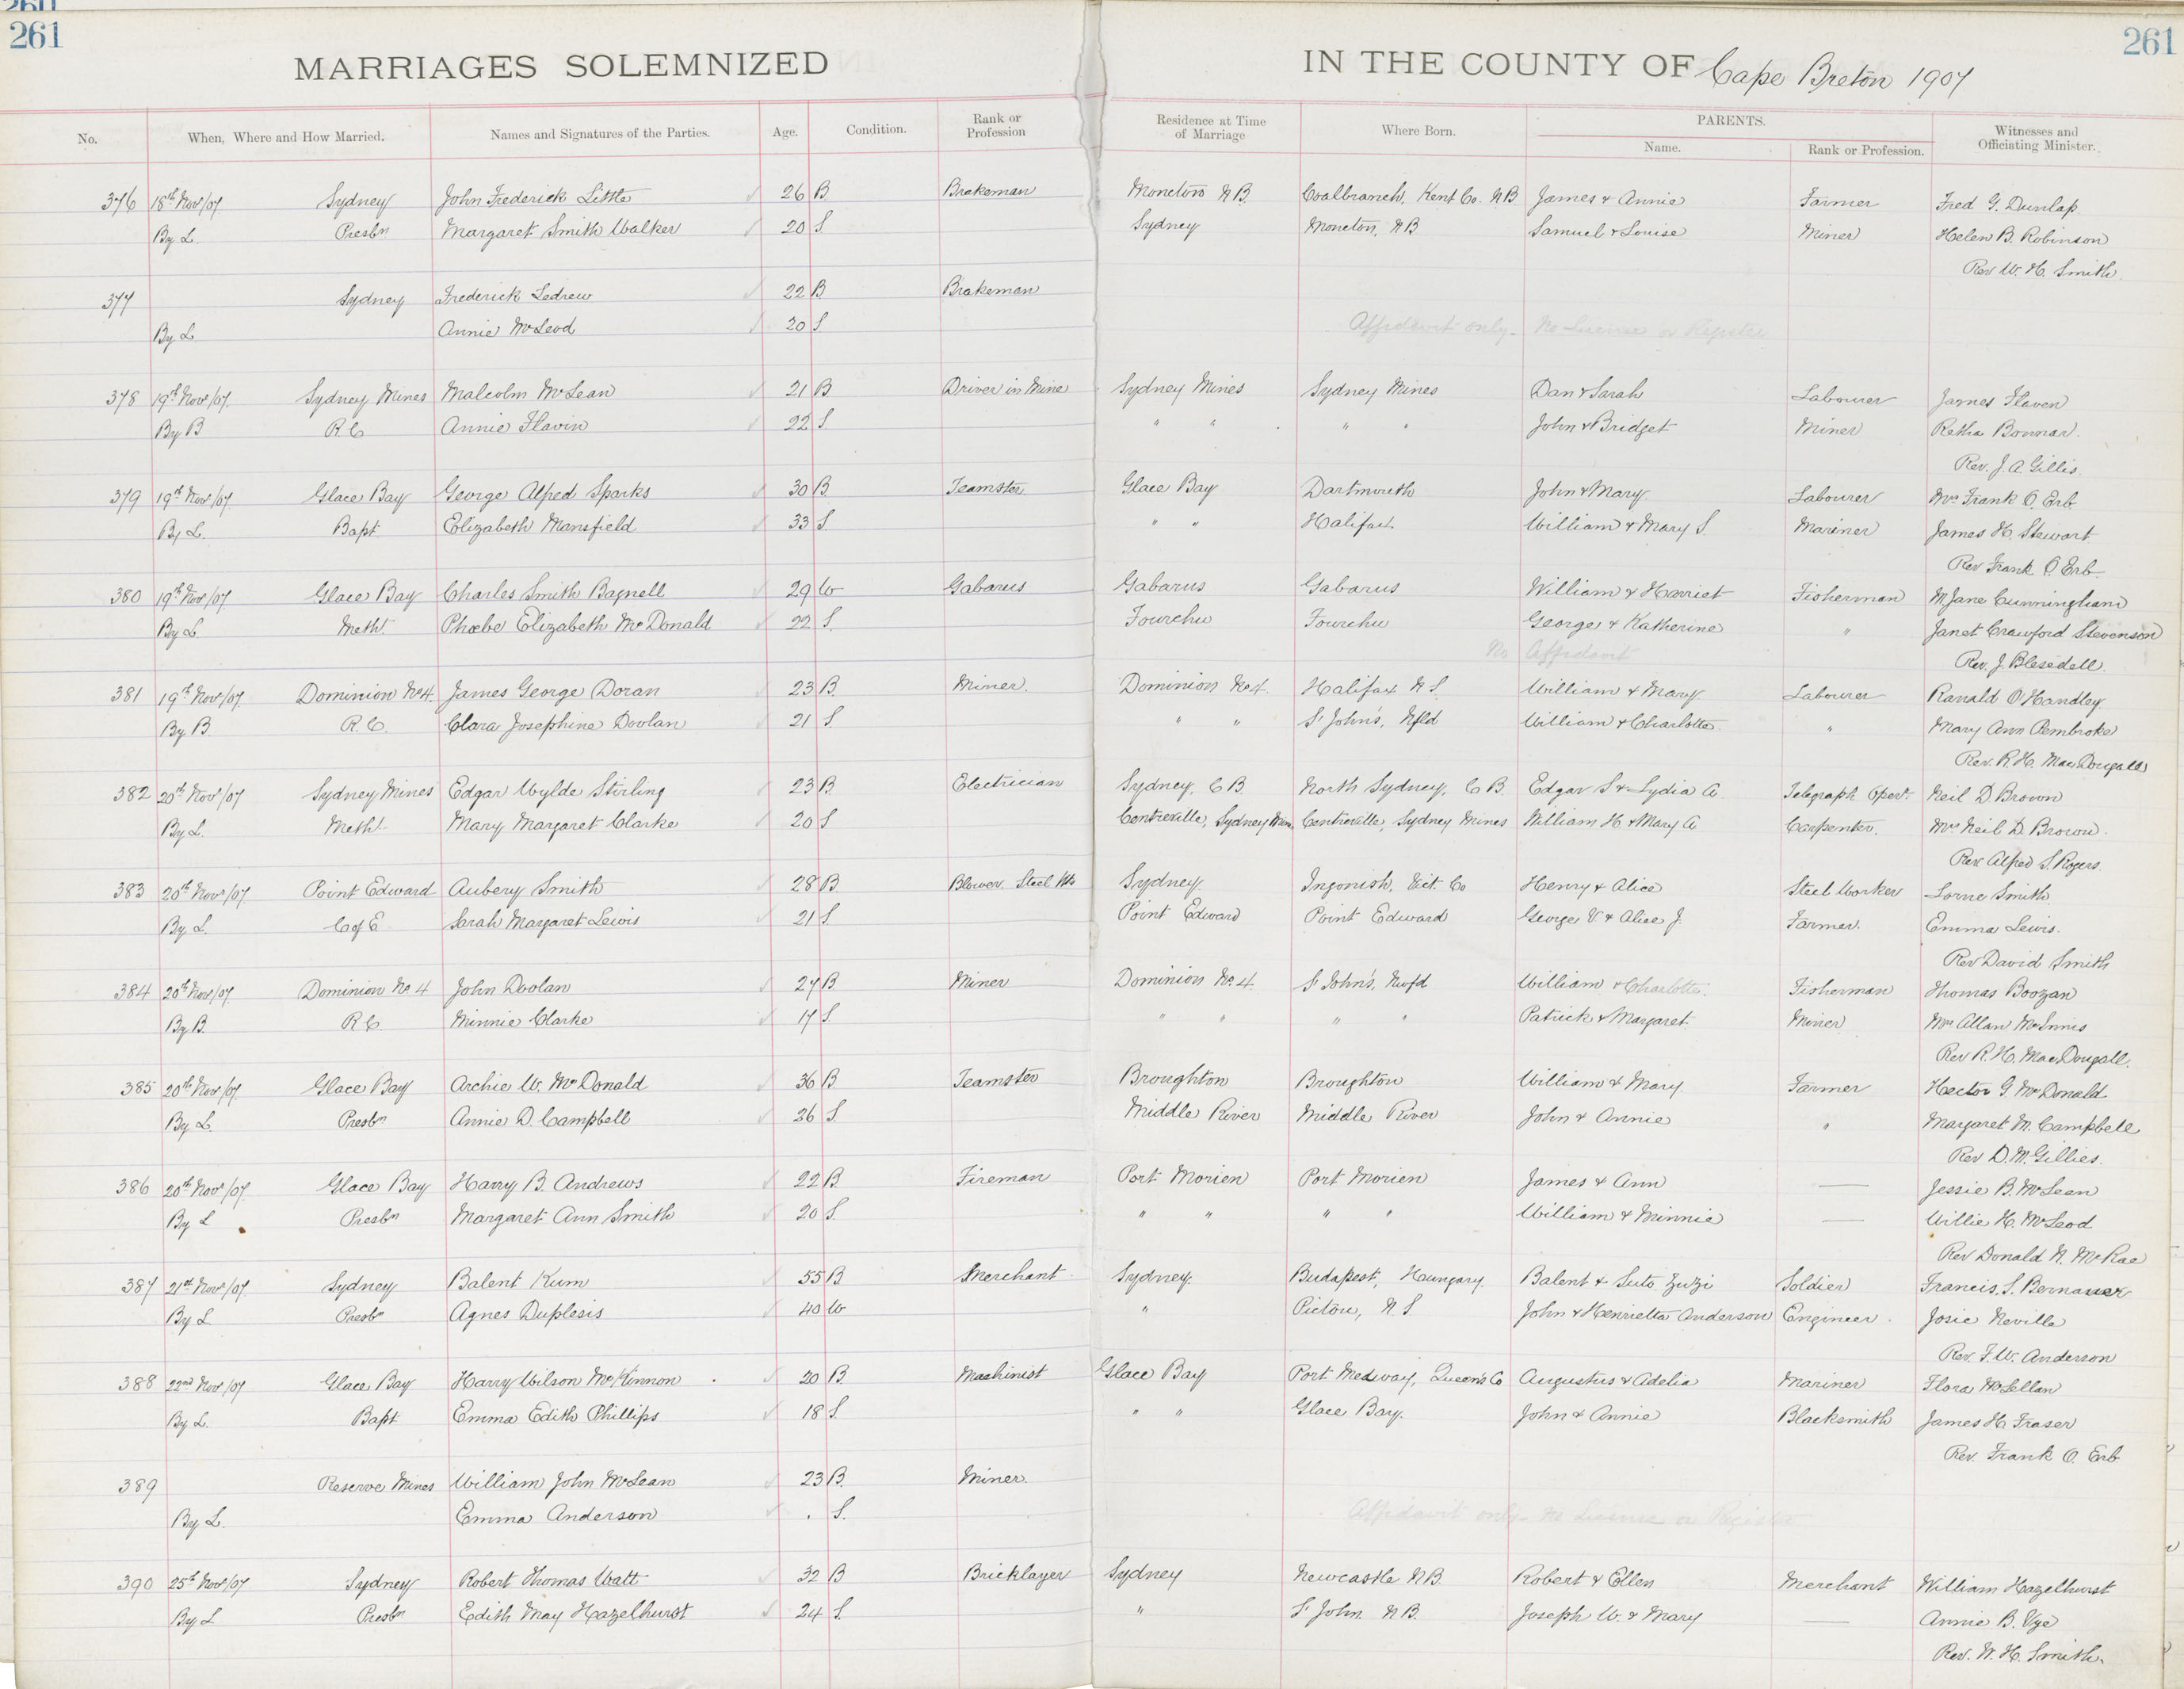 260
261
261
MARRIAGES SOLEMNIZED IN THE COUNTY OF Cape Breton 1907
No. When, Where and How Married. Names and Signatures of the Parties. Age. Condition. Rank or Profession Residence at Time of Marriage Where Born. PARENTS. Name. Rank or Profession. Witnesses and Officiating Minister.
376 18th Nov/07 Sydney John Frederick Little 26 B Brakeman Moncton N.B. Coalbranch, Kent Co. N.B. James & Annie Farmer Fred G. Dunlap
By L. Presbn Margaret Smith Walker 20 S. Sydney Moncton, N.B Samuel & Louise Miner Helen B. Robinson
Rev W. H. Smith
377 Sydney Frederick Ledrew 22 B Brakeman
By L Annie McLeod 20 S Affidavit only - No License or Register
378 19th Nov/07. Sydney Mines Malcolm McLean 21 B Driver in Mine Sydney Mines Sydney Mines Dan & Sarah Labourer James Flaven
By B R.C Annie Flavin 22 S. " " " " John & Bridget Miner Retha Bonnar.
Rev. J. A Gillis.
379 19th Nov/07. Glace Bay George Alfred Sparks 30 B Teamster Glace Bay Dartmouth John & Mary Labourer Mrs Frank O. Erb
By L. Bapt. Elizabeth Mansfield 33 S " " Halifax William & Mary S. Mariner James H. Stewart
Rev Frank O. Erb.
380 19th Nov/07 Glace Bay Charles Smith Bagnell 29 W Gabarus Gabarus Gabarus William & Harriet Fisherman M. Jane Cunningham
By L Metht. Phoebe Elizabeth McDonald 22 S. Fourchu Fourchu George & Katherine " Janet Crawford Stevenson
No Affidavit Rev. J. Blesedell
381 19th Nov/07. Dominion No 4. James George Doran 23 B. Miner. Dominion No 4. Halifax N.S. William & Mary Labourer Ranald O'Handley
By B. R.C. Clara Josephine Doolan 21 S. " " St John's, Nfld William & Charlotte " Mary Ann Pembroke
Rev. R. H. MacDougall
382 20th Nov/07 Sydney Mines Edgar Wylde Stirling 23 B Electrician Sydney, C.B. North Sydney, C.B. Edgar S & Lydia A Telegraph Opert. Neil D. Brown
By L. Metht. Mary Margaret Clarke 20 S Centreville, Sydney Mines Centreville, Sydney Mines William H & Mary A Carpenter. Mrs Neil D. Brown.
Rev Alfred S. Rogers.
383 20th Nov/07 Point Edward Aubery Smith 28 B Blower Steel Wks Sydney Ingonish, Vict. Co Henry & Alice Steel Worker Lorne Smith
By L. C of E Sarah Margaret Lewis 21 S. Point Edward Point Edward George V & Alice J. Farmer. Emma Lewis.
Rev David Smith
384 20th Nov/07 Dominion No 4 John Doolan 27 B Miner Dominion No. 4. St John's, Nwfd William & Charlotte. Fisherman Thomas Boozan
By B. R.C. Minnie Clarke 17 S " " " " Patrick & Margaret. Miner Mrs Allan McInnis
Rev R. H. MacDougall.
385 20th Nov/07. Glace Bay Archie W. McDonald 36 B Teamster Broughton Broughton William & Mary. Farmer Hector G. McDonald
By L. Presbn Annie D. Campbell 26 S. Middle River Middle River John & Annie " Margaret M. Campbell
Rev D. M. Gillies.
386 20th Nov/07. Glace Bay Harry B. Andrews 22 B. Fireman Port Morien Port Morien James & Ann — Jessie B. McLean
By L Presbn Margaret Ann Smith 20 S. " " " " William & Minnie — Willie H. McLeod
Rev Donald N. McRae
387 21st Nov/07. Sydney Balent Kum 55 B Merchant Sydney. Budapest, Hungary. Balent & Suto Zuzi Soldier Francis. S. Bernasser
By L Presbn Agnes Duplesis 40 W " Pictou, N.S John & Henrietta Anderson Engineer. Josie Neville
Rev. F. W. Anderson
388 22nd Nov/07 Glace Bay Harry Wilson McKinnon 20 B Machinist Glace Bay Port Medway, Queen's Co Augustus & Adelia Mariner Flora McLellan
By L. Bapt Emma Edith Phillips 18 S. " " Glace Bay. John & Annie Blacksmith James H. Fraser
Rev. Frank O. Erb
389 Reserve Mines William John McLean 23 B. Miner.
By L. Emma Anderson . S. Affidavit only - No License or Register
390 25th Nov/07 Sydney Robert Thomas Watt 32 B Bricklayer Sydney Newcastle N.B. Robert & Ellen Merchant William Hazelhurst
By L Presbn Edith May Hazelhurst 24 S. " St John. N.B. Joseph W. & Mary — Annie B. Vye
Rev. W. H. Smith.